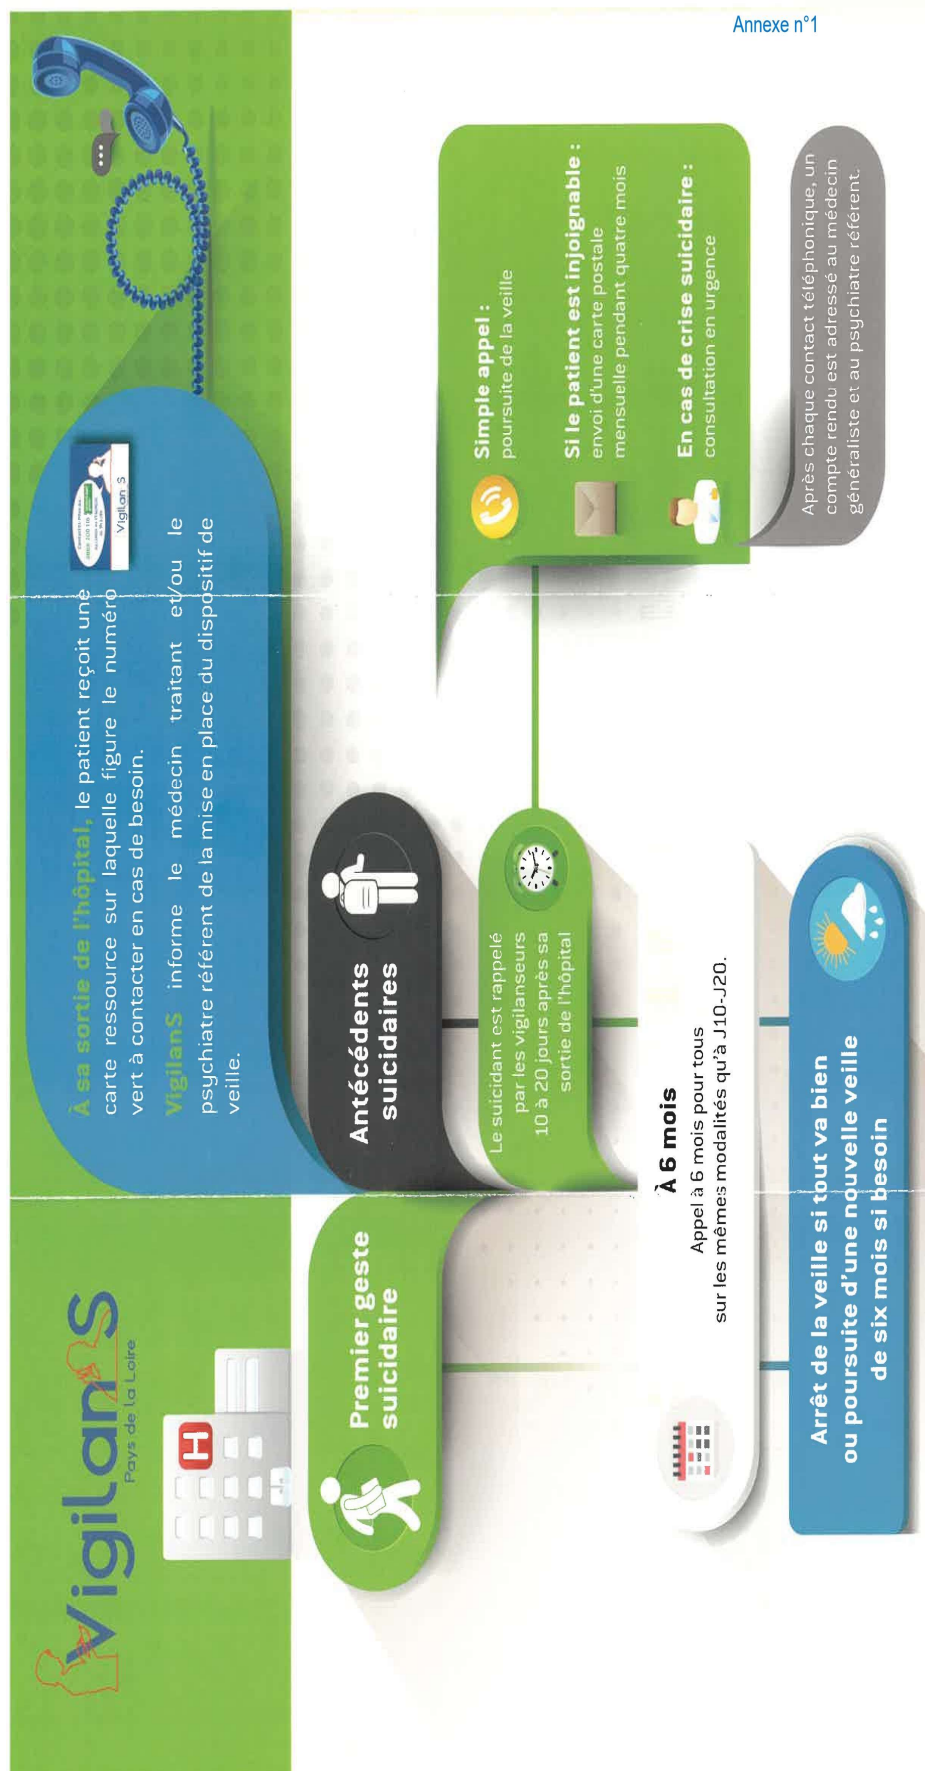 Annexe n°1
VigilanS
Pays de la Loire
H
À sa sortie de l'hôpital, le patient reçoit une
carte ressource sur laquelle figure le numéro
vert à contacter en cas de besoin.
VigilanS informe le médecin traitant et/ou le
psychiatre référent de la mise en place du dispositif de
veille.
VigilanS
Premier geste
suicidaire
Antécédents
suicidaires
Le suicidant est rappelé
par les vigilanseurs
10 à 20 jours après sa
sortie de l'hôpital
Simple appel :
poursuite de la veille
Si le patient est injoignable :
envoi d'une carte postale
mensuelle pendant quatre mois
En cas de crise suicidaire :
consultation en urgence
Après chaque contact téléphonique, un
compte rendu est adressé au médecin
généraliste et au psychiatre référent.
À 6 mois
Appel à 6 mois pour tous
sur les mêmes modalités qu'à J10-J20.
Arrêt de la veille si tout va bien
ou poursuite d'une nouvelle veille
de six mois si besoin